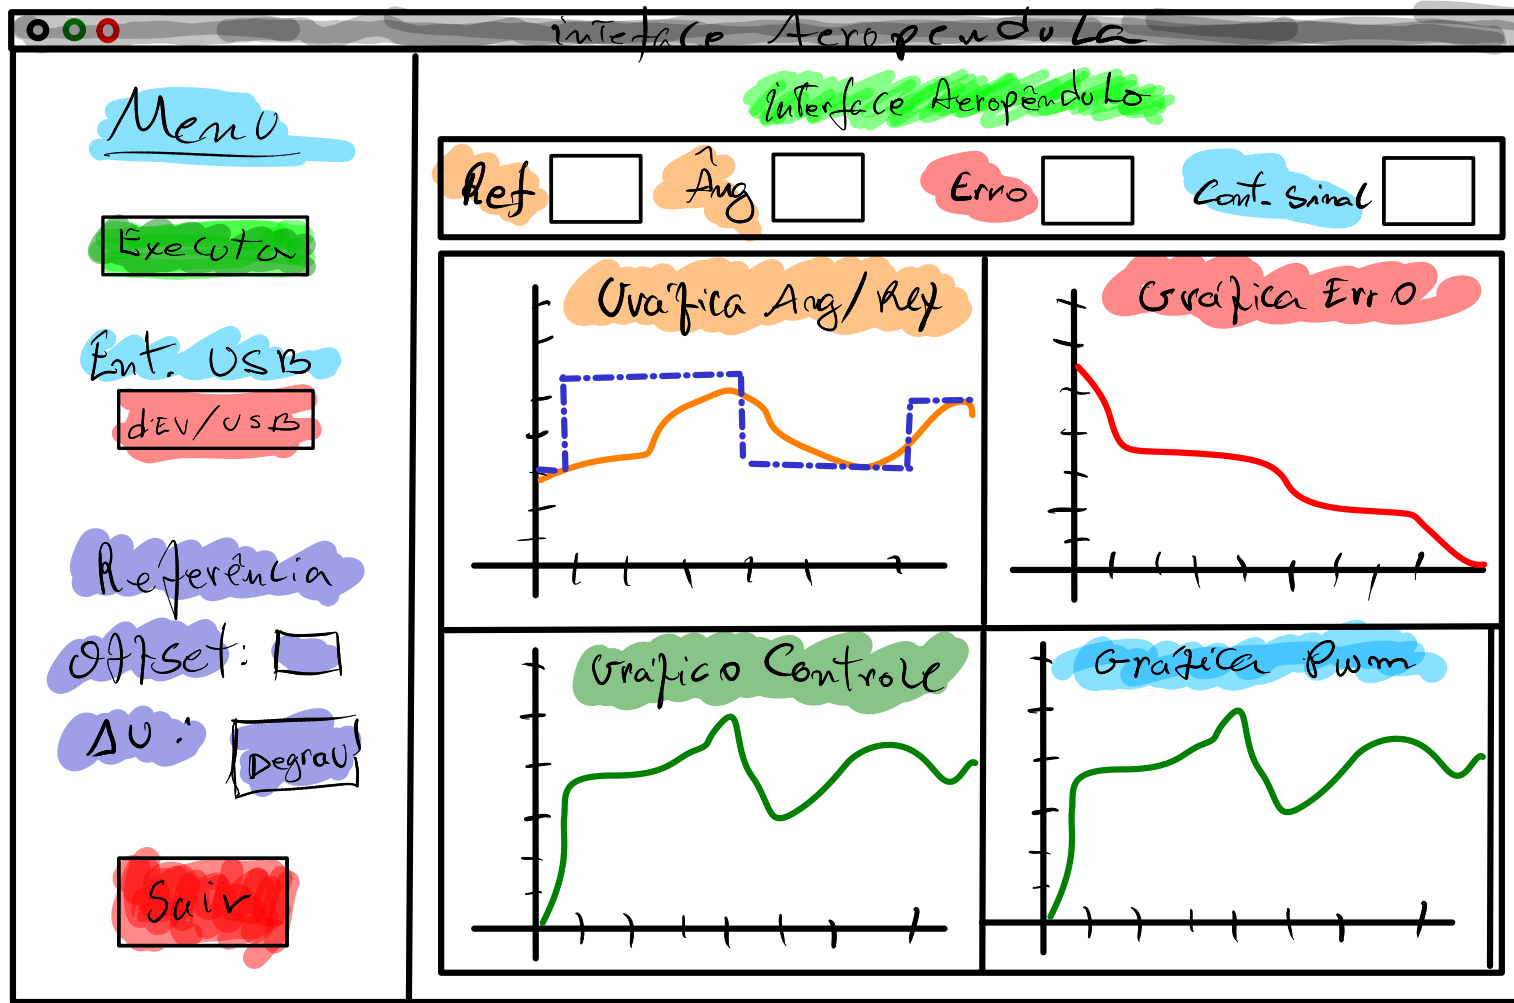 inteface Aeropendula
Menu
Executa
Ent. USB
dEV/USB
Referência
Offset:
ΔU:
Degrau
Sair
interface Aeropêndulo
Ref Âng Erro Cont. Sinal
Gráfica Ang/Ref
Gráfica Erro
Gráfico Controle
Gráfica Pwm